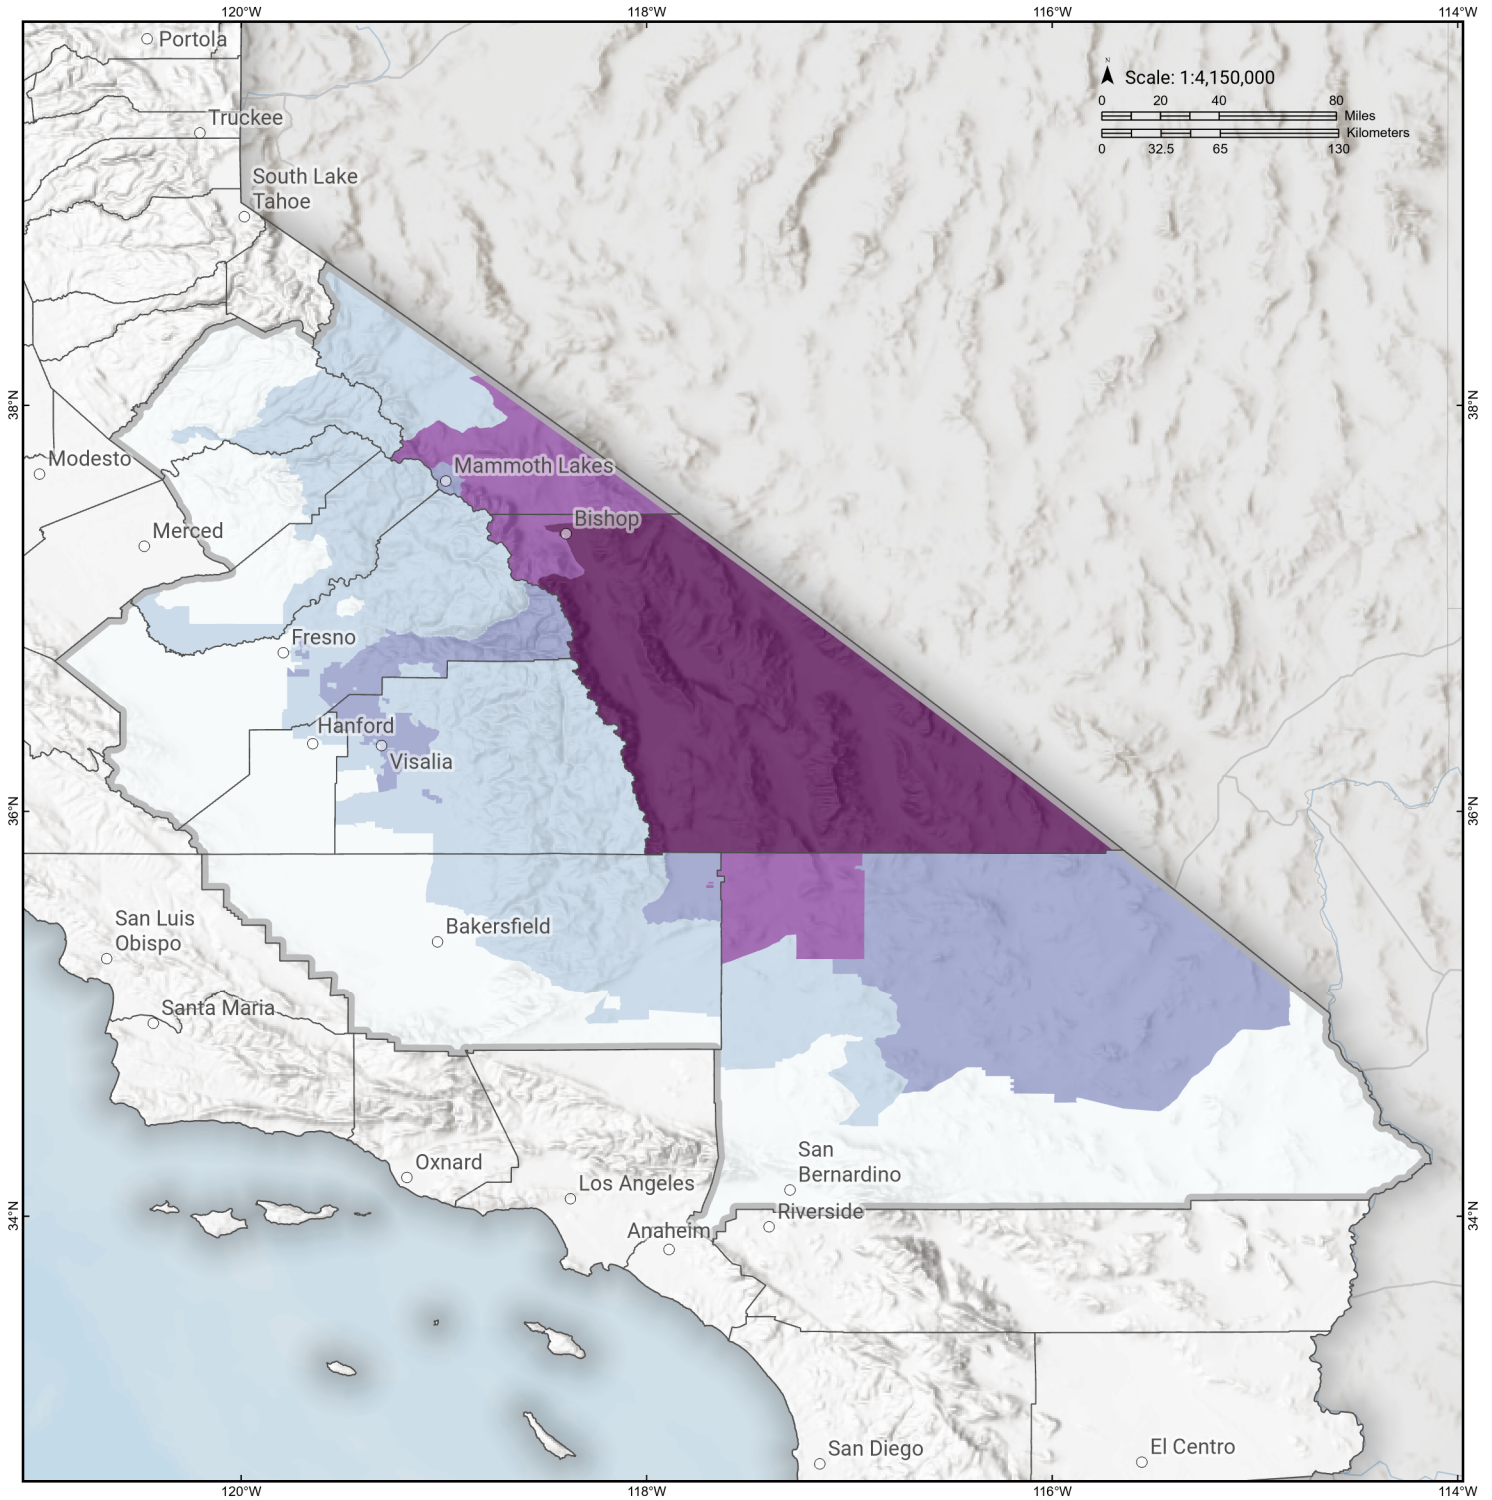 120°W
118°W
116°W
114°W
Portola
N
Scale: 1:4,150,000
0 20 40 80
Miles
Kilometers
0 32.5 65 130
Truckee
South Lake
Tahoe
38°N
38°N
Modesto
Mammoth Lakes
Merced
Bishop
Fresno
Hanford
Visalia
36°N
36°N
San Luis
Obispo
Bakersfield
Santa Maria
San
Bernardino
Oxnard
Los Angeles
Riverside
34°N
34°N
Anaheim
San Diego
El Centro
120°W
118°W
116°W
114°W